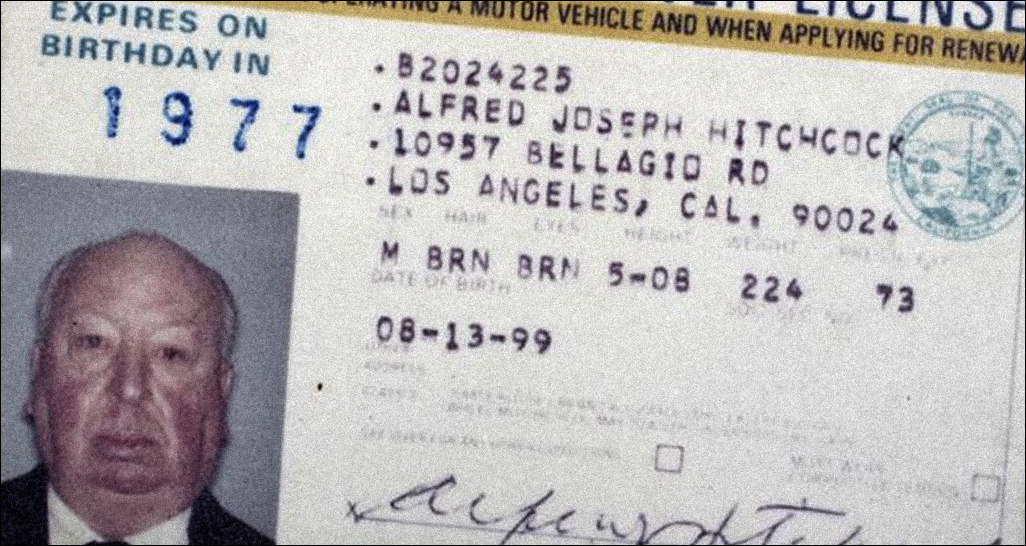 LICENSE
OPERATING A MOTOR VEHICLE AND WHEN APPLYING FOR RENEWA
EXPIRES ON
BIRTHDAY IN
1977
• B2024225
• ALFRED JOSEPH HITCHCOCK
• 10957 BELLAGIO RD
• LOS ANGELES, CAL. 90024
SEX HAIR EYES HEIGHT WEIGHT
M BRN BRN 5-08 224 73
DATE OF BIRTH
08-13-99
ADDRESS
X